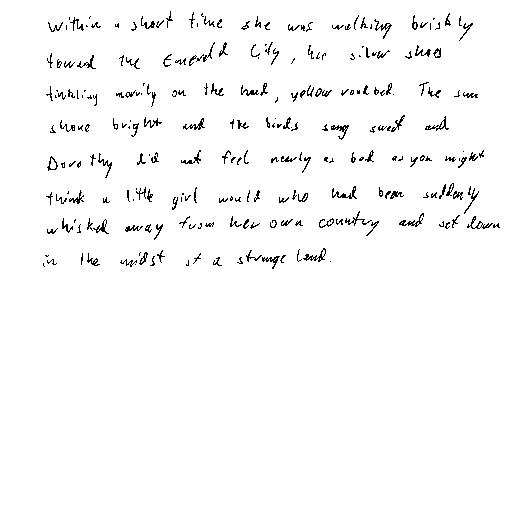 Within a short time she was walking briskly
toward the Emerald City, her silver shoes
tinkling merrily on the hard, yellow roadbed. The sun
shone bright and the birds sang sweet and
Dorothy did not feel nearly as bad as you might
think a little girl would who had been suddenly
whisked away from her own country and set down
in the midst of a strange land.